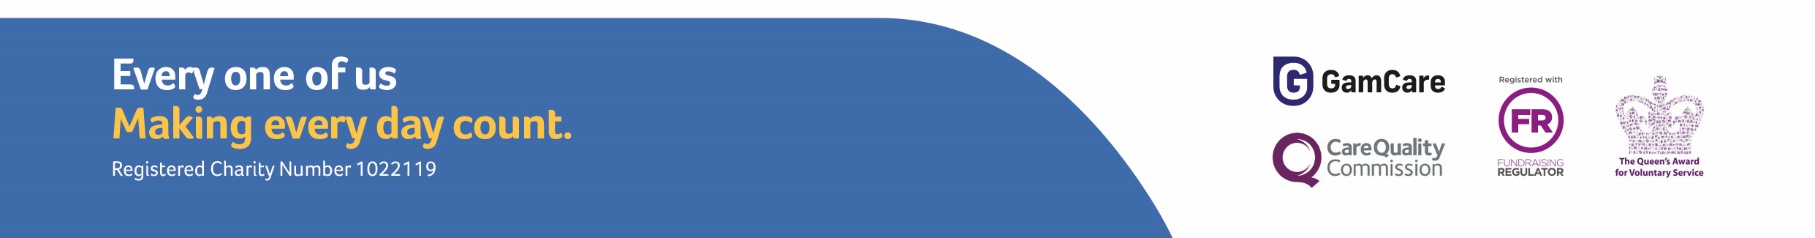 Every one of us
Making every day count.
Registered Charity Number 1022119
G GamCare
CareQuality
Commission
Registered with
FR
FUNDRAISING
REGULATOR
The Queen's Award
for Voluntary Service